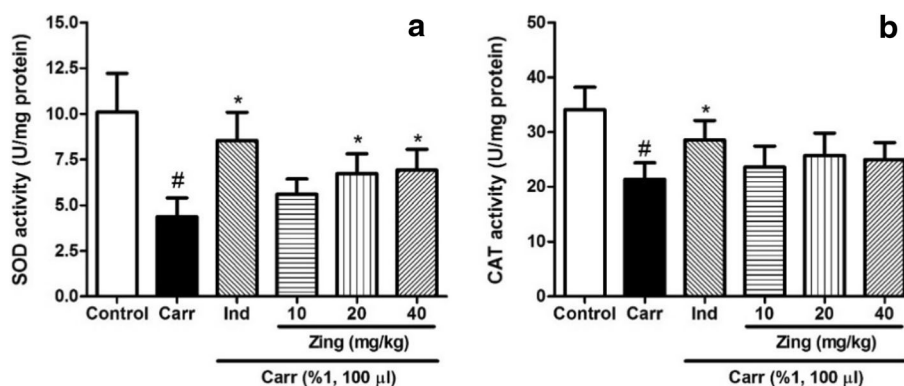 a
SOD activity (U/mg protein)
15.0
12.5
10.0
7.5
5.0
2.5
0.0
#
*
*
*
Control Carr Ind 10 20 40
Zing (mg/kg)
Carr (%1, 100 µl)
b
CAT activity (U/mg protein)
50
40
30
20
10
0
#
*
Control Carr Ind 10 20 40
Zing (mg/kg)
Carr (%1, 100 µl)